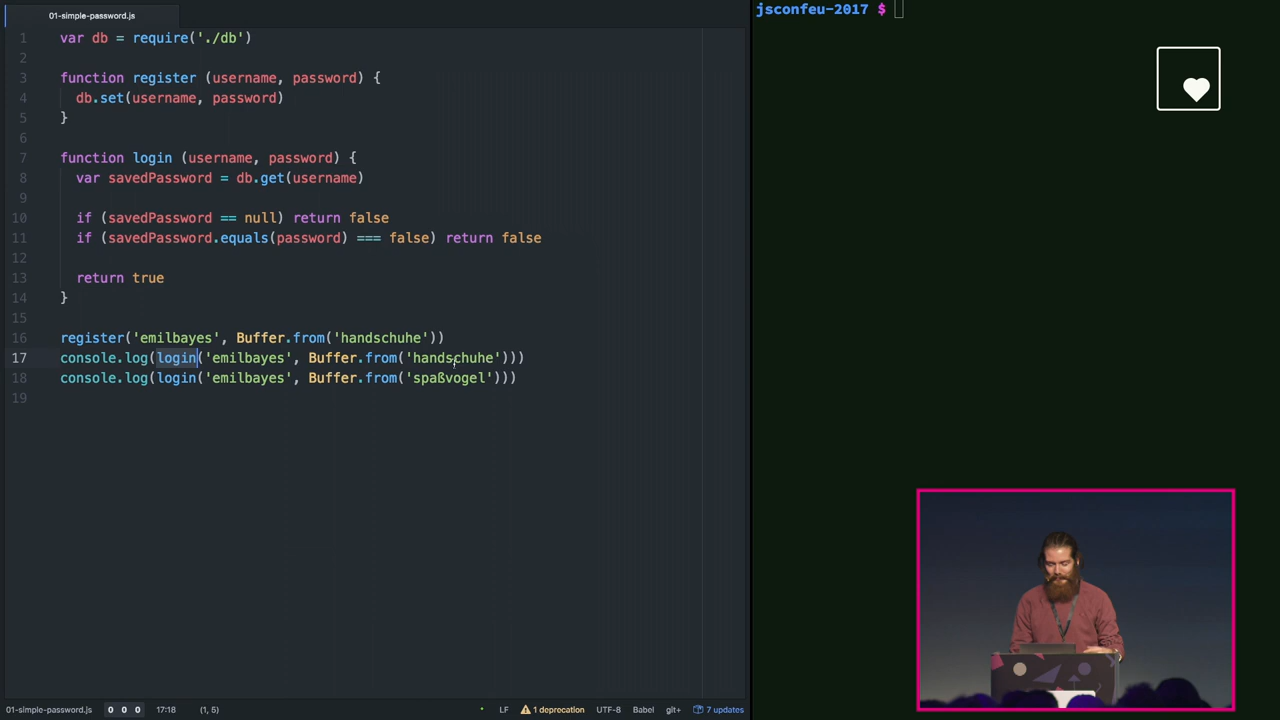 01-simple-password.js
1 var db = require('./db')
2
3 function register (username, password) {
4 db.set(username, password)
5 }
6
7 function login (username, password) {
8 var savedPassword = db.get(username)
9
10 if (savedPassword == null) return false
11 if (savedPassword.equals(password) === false) return false
12
13 return true
14 }
15
16 register('emilbayes', Buffer.from('handschuhe'))
17 console.log(login('emilbayes', Buffer.from('handschuhe')))
18 console.log(login('emilbayes', Buffer.from('spaßvogel')))
19
01-simple-password.js 0 0 0 17:18 (1, 5) LF 1 deprecation UTF-8 Babel git+ 7 updates
jsconfeu-2017 $